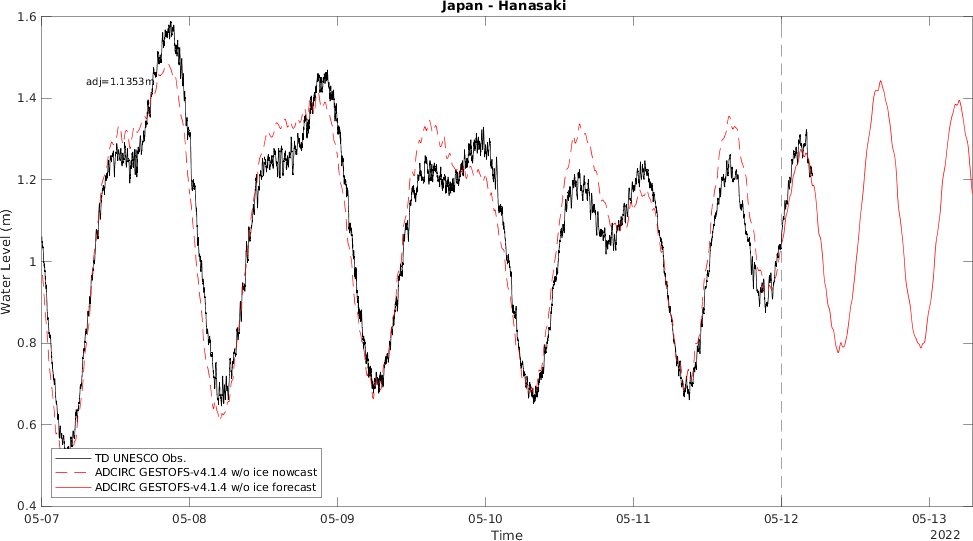 Japan - Hanasaki
1.6
1.4
1.2
1
0.8
0.6
0.4
Water Level (m)
adj=1.1353m
TD UNESCO Obs.
ADCIRC GESTOFS-v4.1.4 w/o ice nowcast
ADCIRC GESTOFS-v4.1.4 w/o ice forecast
05-07 05-08 05-09 05-10 05-11 05-12 05-13
Time
2022